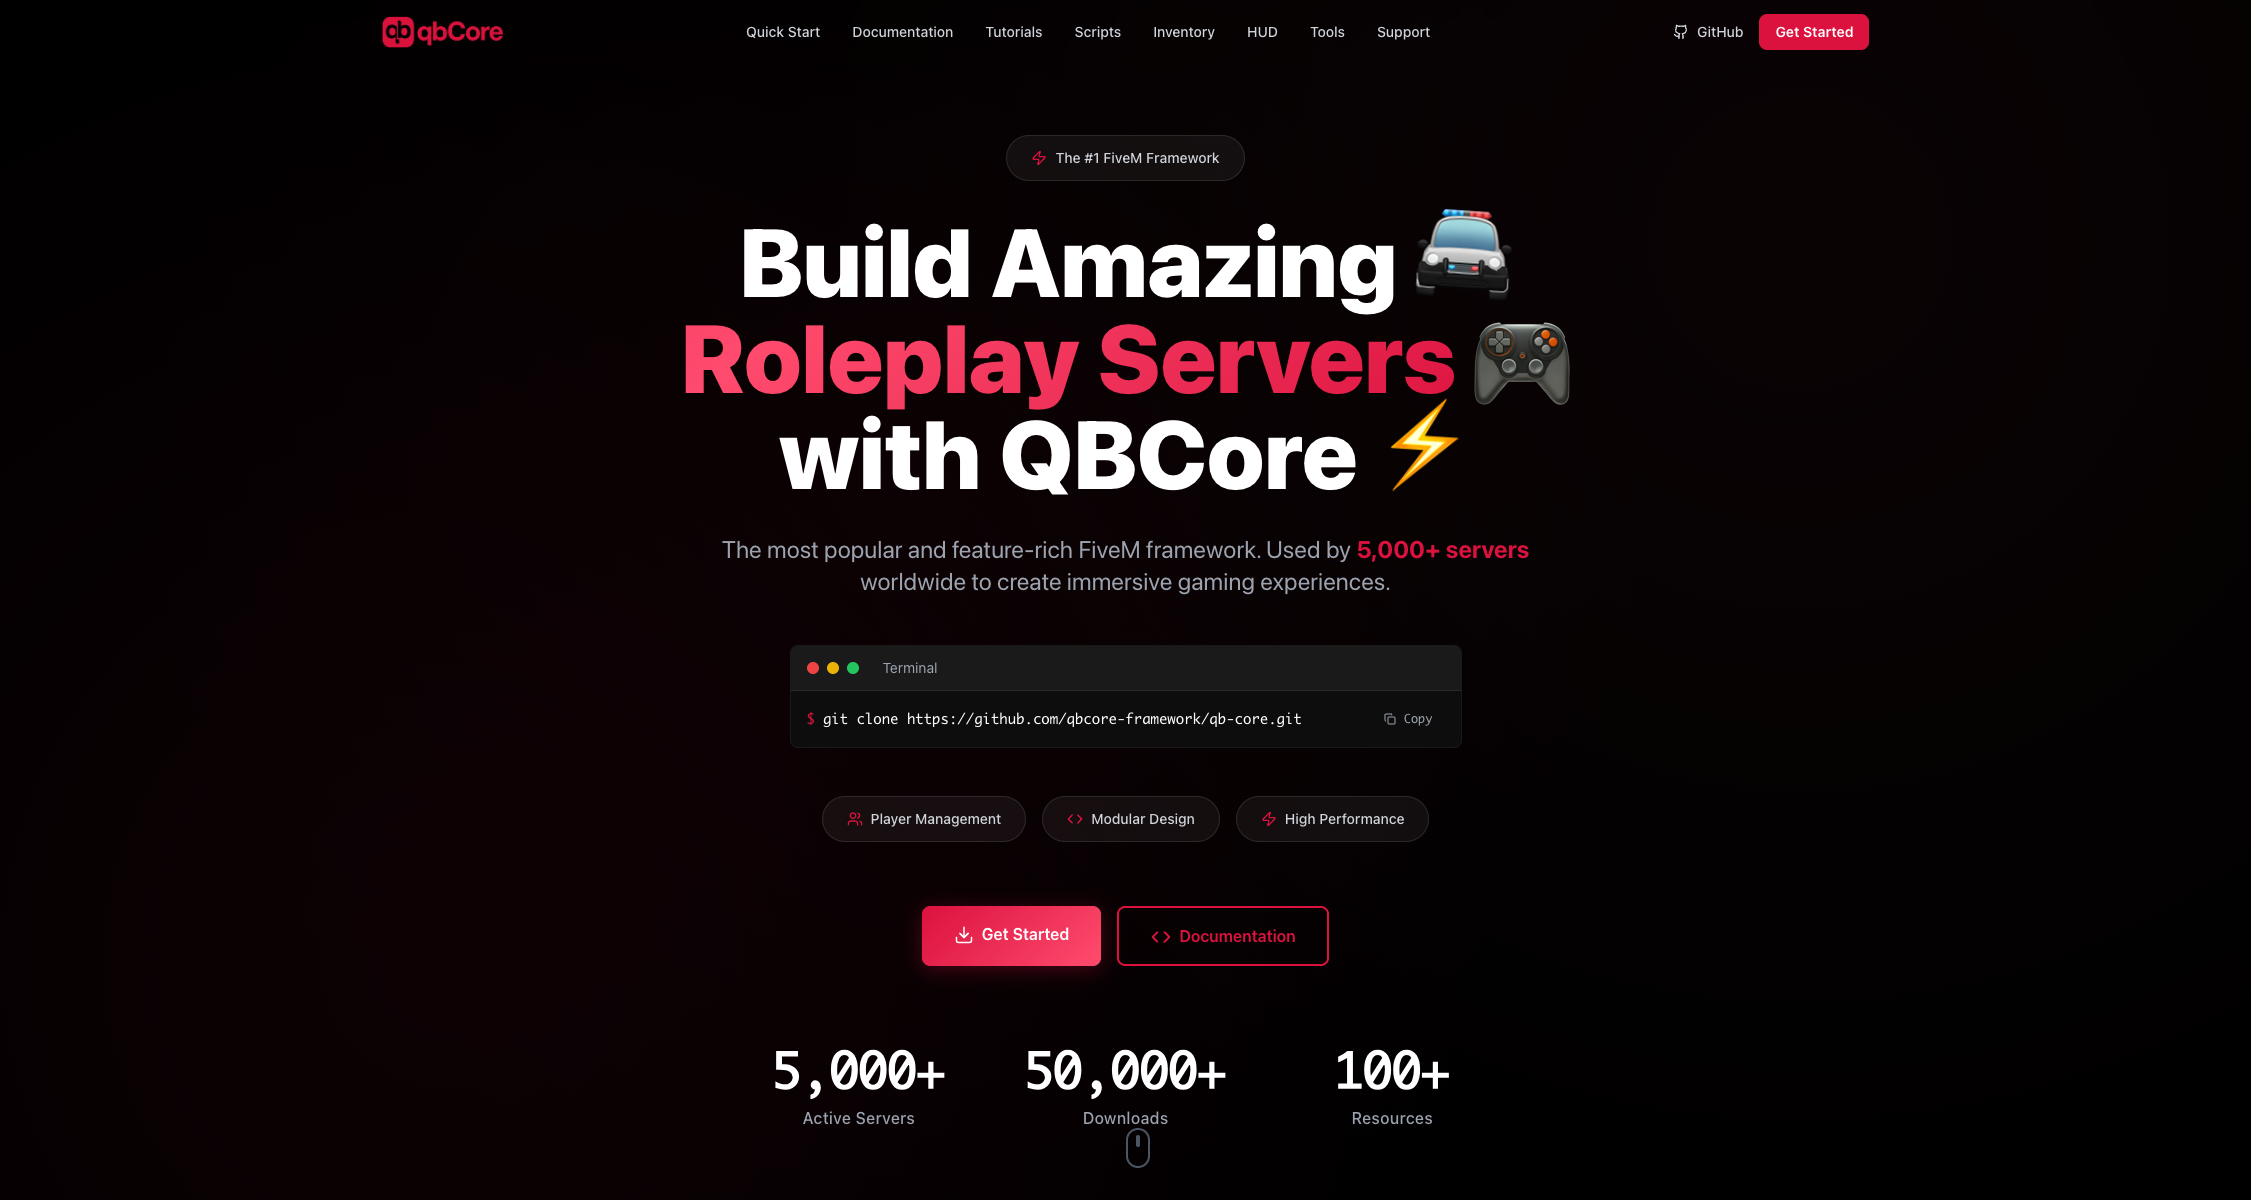 qb qbCore
Quick Start Documentation Tutorials Scripts Inventory HUD Tools Support
GitHub Get Started
The #1 FiveM Framework
Build Amazing 🚔
Roleplay Servers 🎮
with QBCore ⚡
The most popular and feature-rich FiveM framework. Used by 5,000+ servers
worldwide to create immersive gaming experiences.
Terminal
$ git clone https://github.com/qbcore-framework/qb-core.git Copy
Player Management Modular Design High Performance
Get Started Documentation
5,000+ 50,000+ 100+
Active Servers Downloads Resources